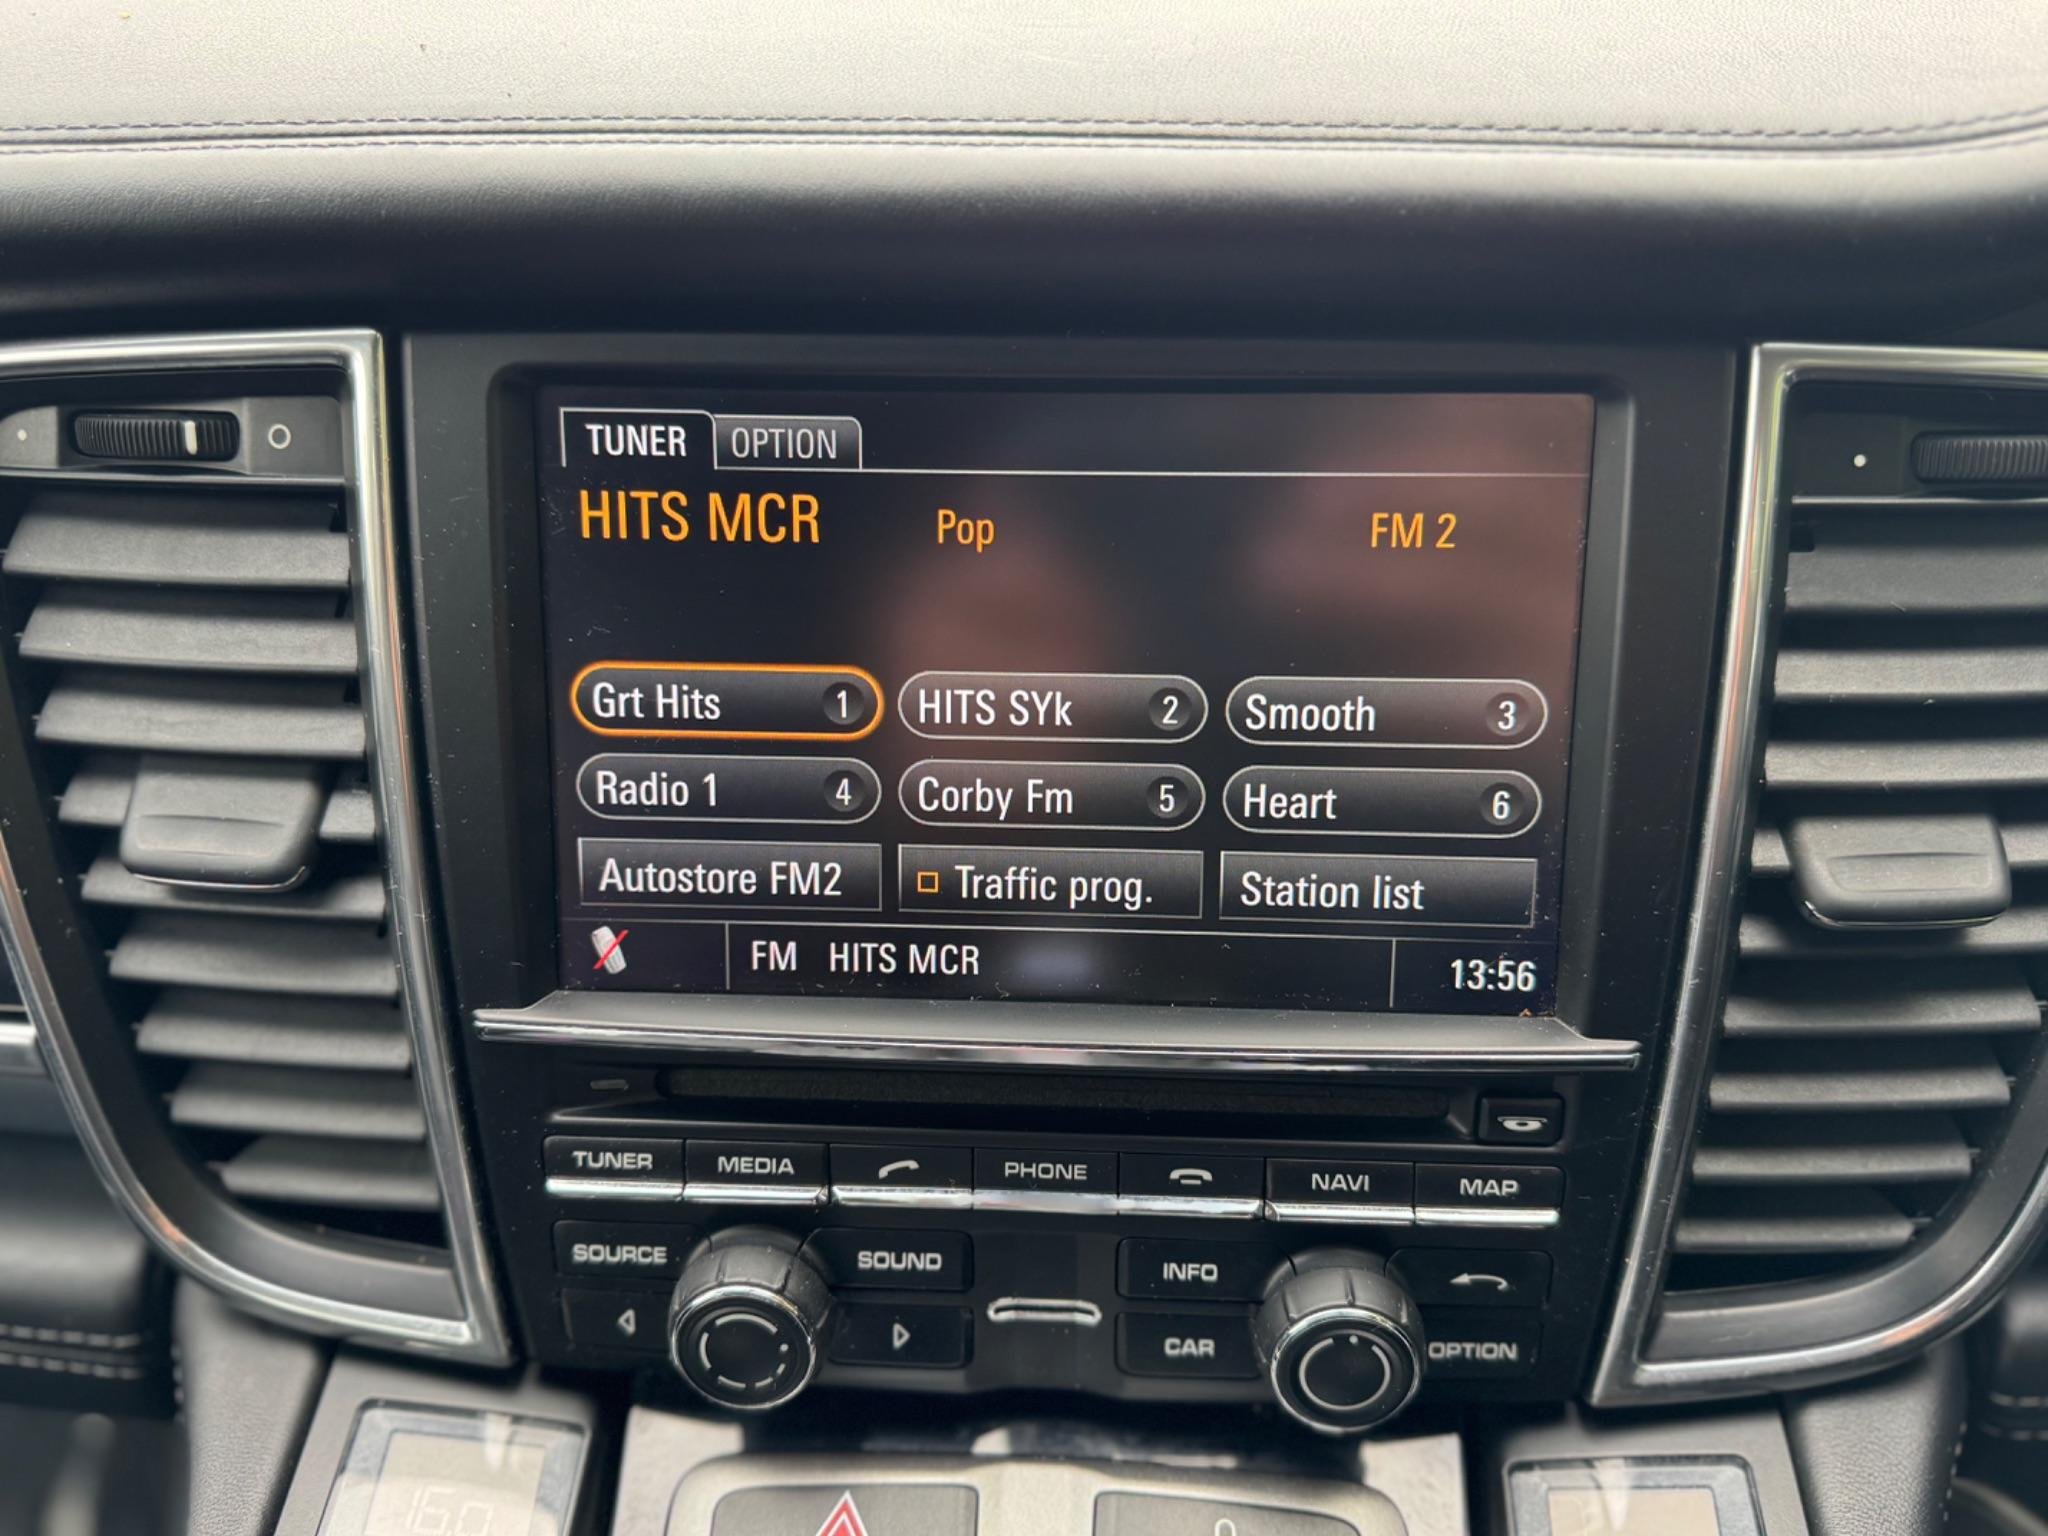 TUNER OPTION
HITS MCR Pop FM 2
Grt Hits 1 HITS SYk 2 Smooth 3
Radio 1 4 Corby Fm 5 Heart 6
Autostore FM2 Traffic prog. Station list
FM HITS MCR 13:56
TUNER MEDIA PHONE NAVI MAP
SOURCE SOUND INFO
CAR OPTION
16.0